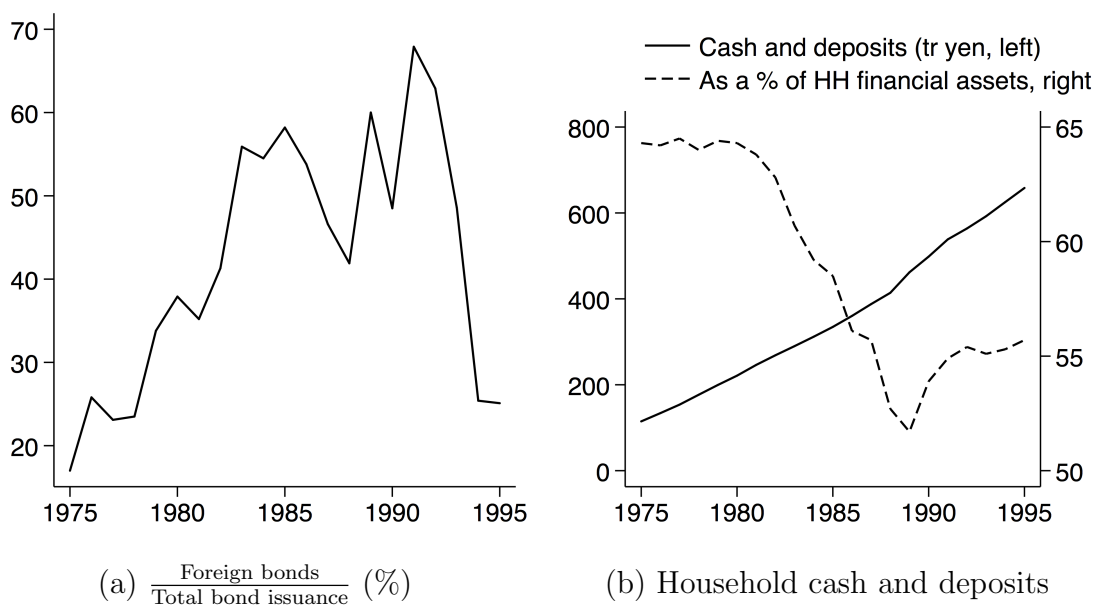 70
60
50
40
30
20
1975 1980 1985 1990 1995
(a) Foreign bonds / Total bond issuance (%)
Cash and deposits (tr yen, left)
As a % of HH financial assets, right
800 65
600 60
400 55
200
0 50
1975 1980 1985 1990 1995
(b) Household cash and deposits